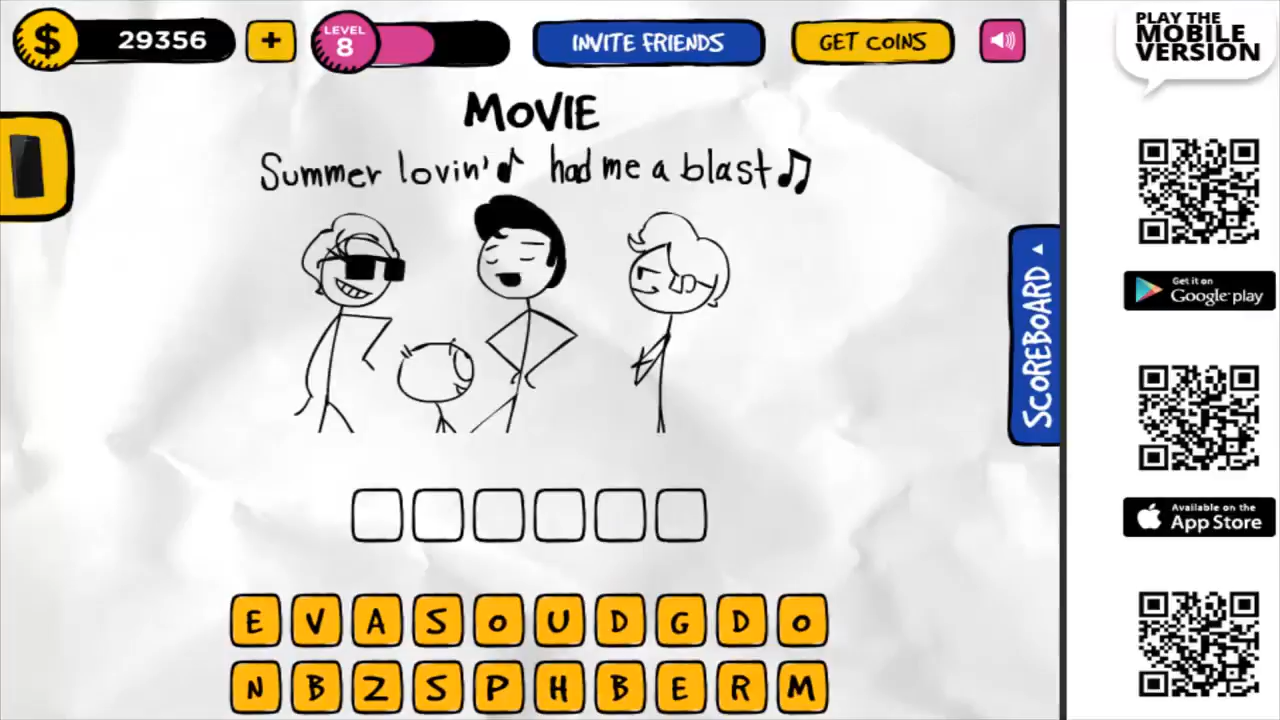 $ 29356 +
LEVEL
8
INVITE FRIENDS
GET COINS
PLAY THE
MOBILE
VERSION
MOVIE
Summer lovin'♪ had me a blast♫
SCOREBOARD
Get it on
Google play
Available on the
App Store
E V A S O U D G D O
N B Z S P H B E R M